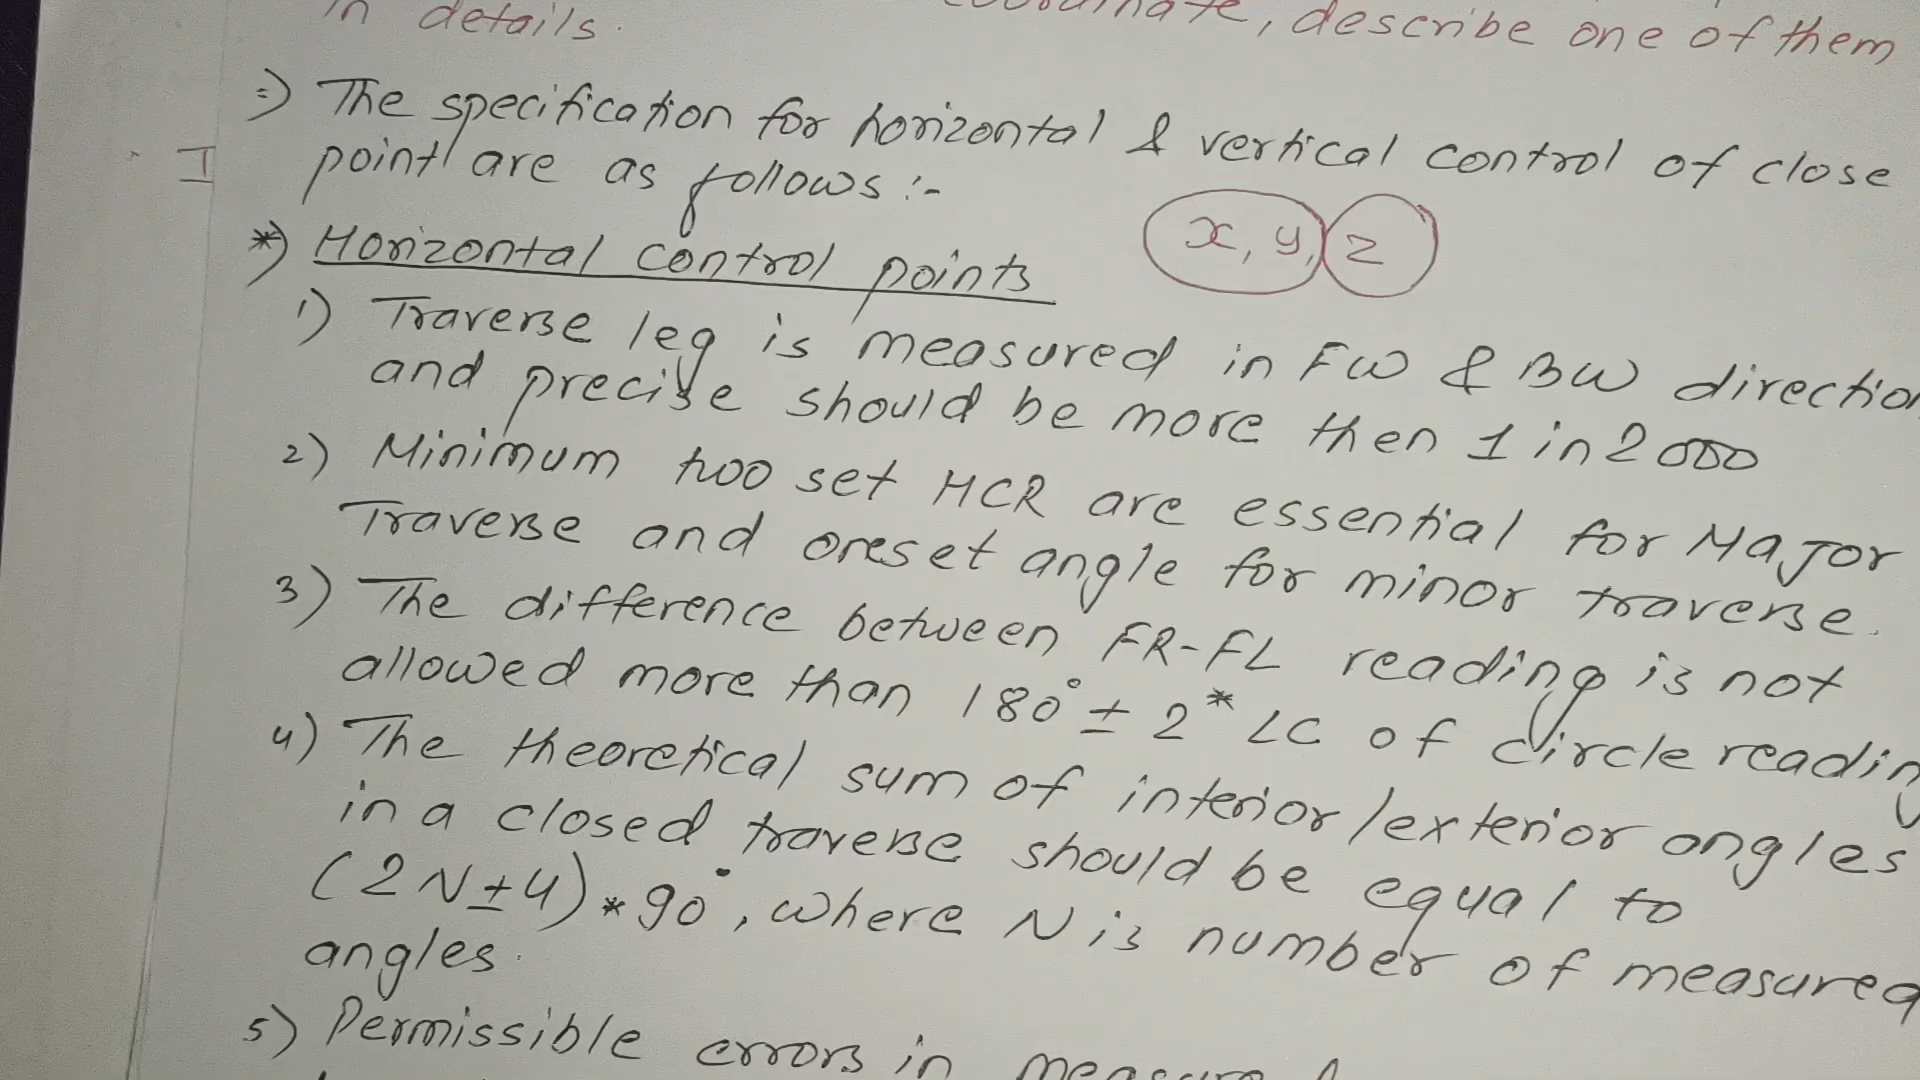 in details.
coordinate, describe one of them
=) The specification for horizontal & vertical control of close
I
point are as follows :-
x, y, z
*) Horizontal control points
1) Traverse leg is measured in FW & BW direction
and precise should be more then 1 in 2000
2) Minimum two set HCR are essential for Major
Traverse and oneset angle for minor traverse.
3) The difference between FR-FL reading is not
allowed more than 180° ± 2 * LC of circle reading
4) The theoretical sum of interior/exterior angles
in a closed traverse should be equal to
(2N±4) * 90°, where N is number of measured
angles.
5) Permissible errors in